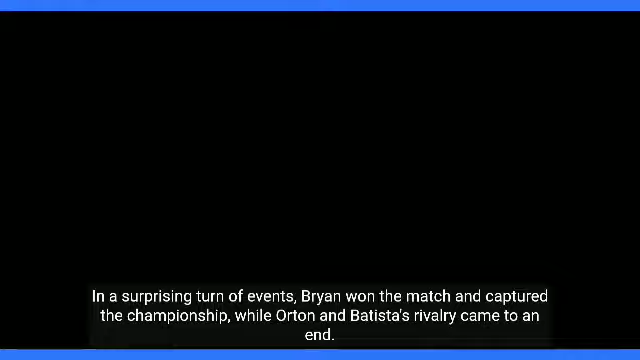 In a surprising turn of events, Bryan won the match and captured
the championship, while Orton and Batista's rivalry came to an
end.